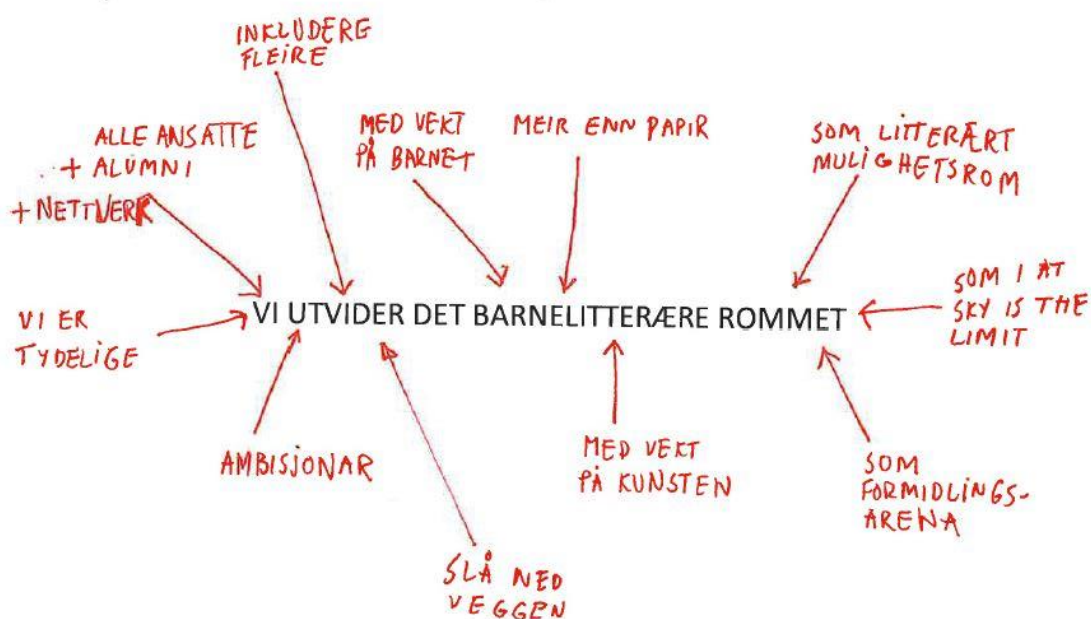 INKLUDERE
FLEIRE
ALLE ANSATTE
+ ALUMNI
+ NETTVERK
MED VEKT
PÅ BARNET
MEIR ENN PAPIR
SOM LITTERÆRT
MULIGHETSROM
VI ER
TYDELIGE
VI UTVIDER DET BARNELITTERÆRE ROMMET
SOM I AT
SKY IS THE
LIMIT
AMBISJONAR
MED VEKT
PÅ KUNSTEN
SOM
FORMIDLINGS-
ARENA
SLÅ NED
VEGGEN